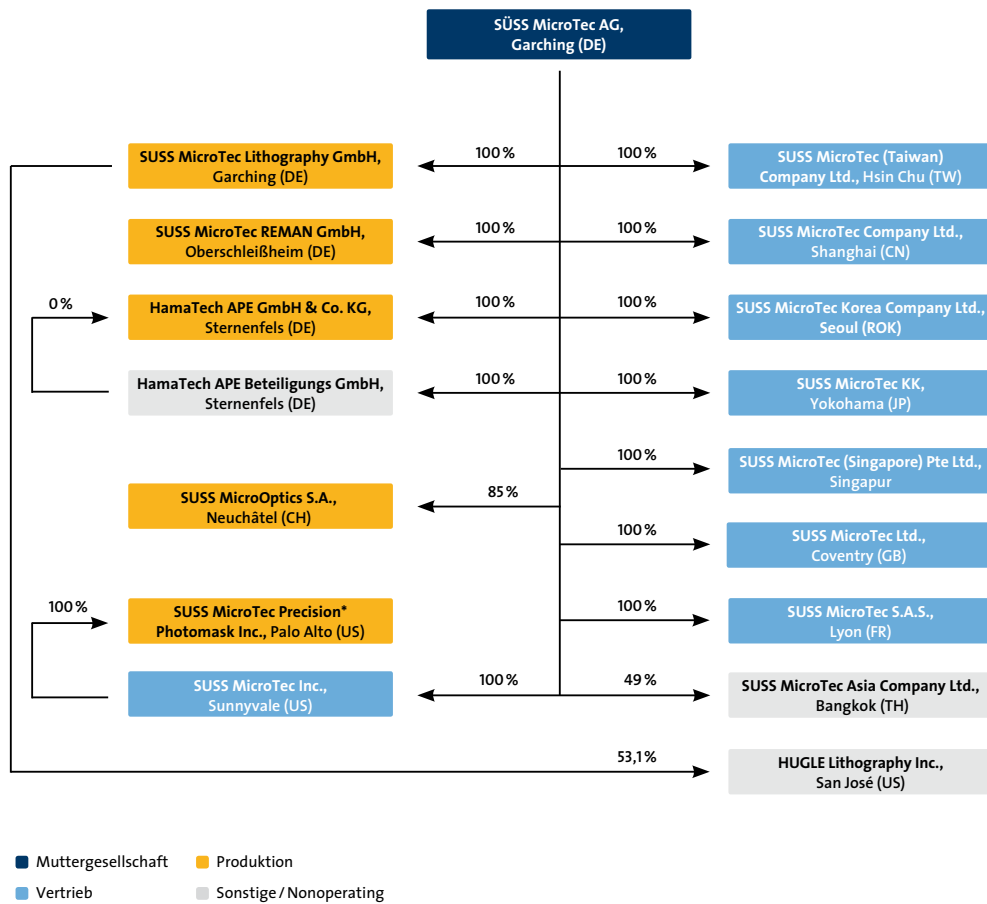 SÜSS MicroTec AG,
Garching (DE)
SUSS MicroTec Lithography GmbH,
Garching (DE)
100 %
100 %
SUSS MicroTec (Taiwan)
Company Ltd., Hsin Chu (TW)
SUSS MicroTec REMAN GmbH,
Oberschleißheim (DE)
100 %
100 %
SUSS MicroTec Company Ltd.,
Shanghai (CN)
0 %
HamaTech APE GmbH & Co. KG,
Sternenfels (DE)
100 %
100 %
SUSS MicroTec Korea Company Ltd.,
Seoul (ROK)
HamaTech APE Beteiligungs GmbH,
Sternenfels (DE)
100 %
100 %
SUSS MicroTec KK,
Yokohama (JP)
100 %
SUSS MicroTec (Singapore) Pte Ltd.,
Singapur
SUSS MicroOptics S.A.,
Neuchâtel (CH)
85 %
100 %
SUSS MicroTec Ltd.,
Coventry (GB)
100 %
SUSS MicroTec Precision*
Photomask Inc., Palo Alto (US)
100 %
SUSS MicroTec S.A.S.,
Lyon (FR)
SUSS MicroTec Inc.,
Sunnyvale (US)
100 %
49 %
SUSS MicroTec Asia Company Ltd.,
Bangkok (TH)
53,1 %
HUGLE Lithography Inc.,
San José (US)
Muttergesellschaft
Produktion
Vertrieb
Sonstige / Nonoperating